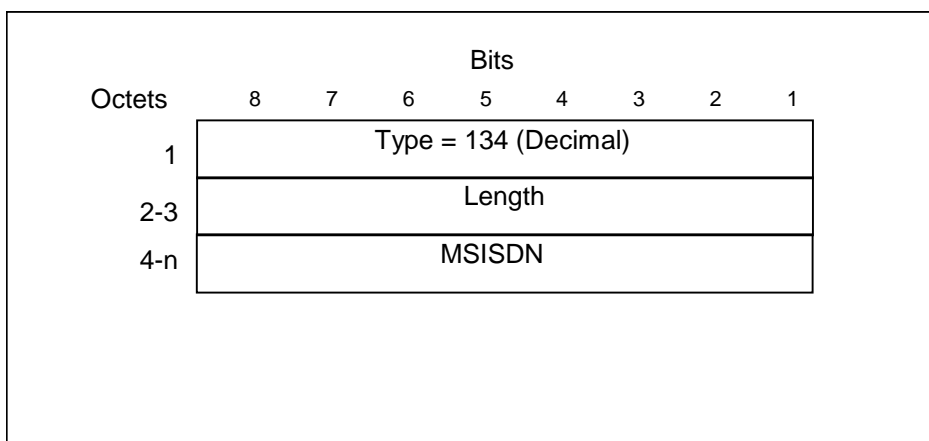 Bits
Octets 8 7 6 5 4 3 2 1
1 Type = 134 (Decimal)
2-3 Length
4-n MSISDN